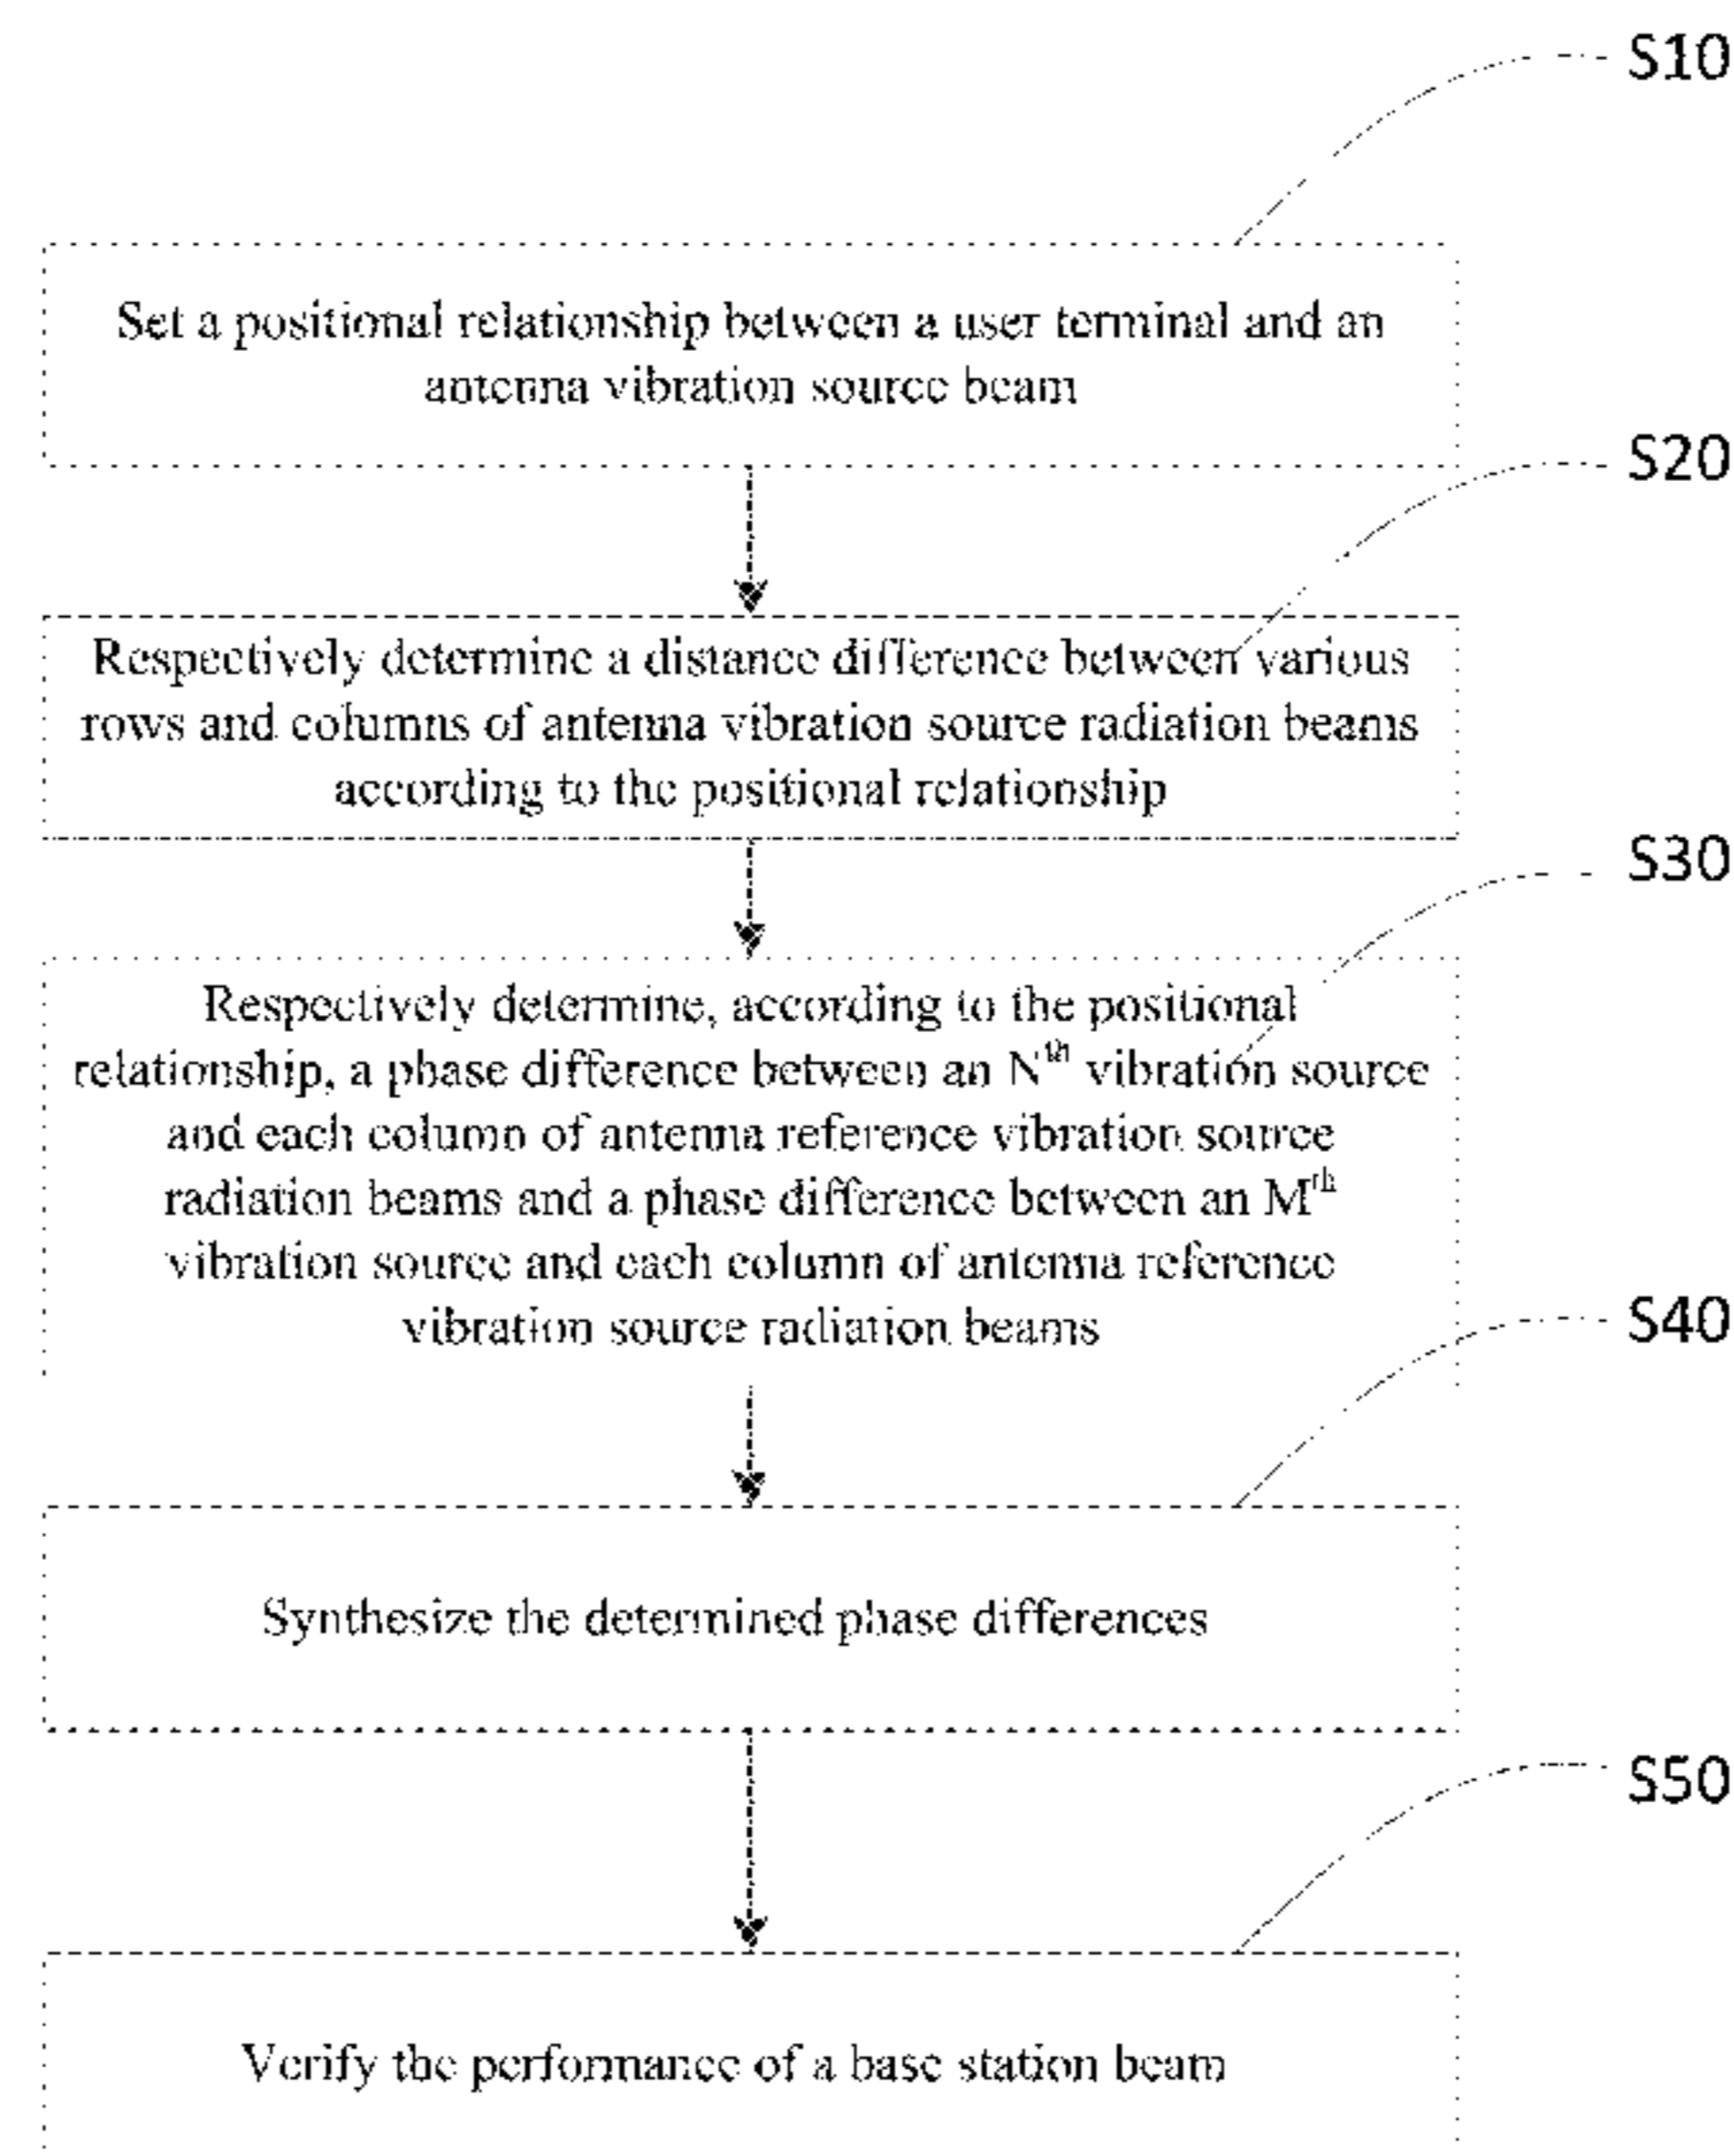 S10
Set a positional relationship between a user terminal and an
antenna vibration source beam
S20
Respectively determine a distance difference between various
rows and columns of antenna vibration source radiation beams
according to the positional relationship
S30
Respectively determine, according to the positional
relationship, a phase difference between an Nth vibration source
and each column of antenna reference vibration source
radiation beams and a phase difference between an Mth
vibration source and each column of antenna reference
vibration source radiation beams
S40
Synthesize the determined phase differences
S50
Verify the performance of a base station beam